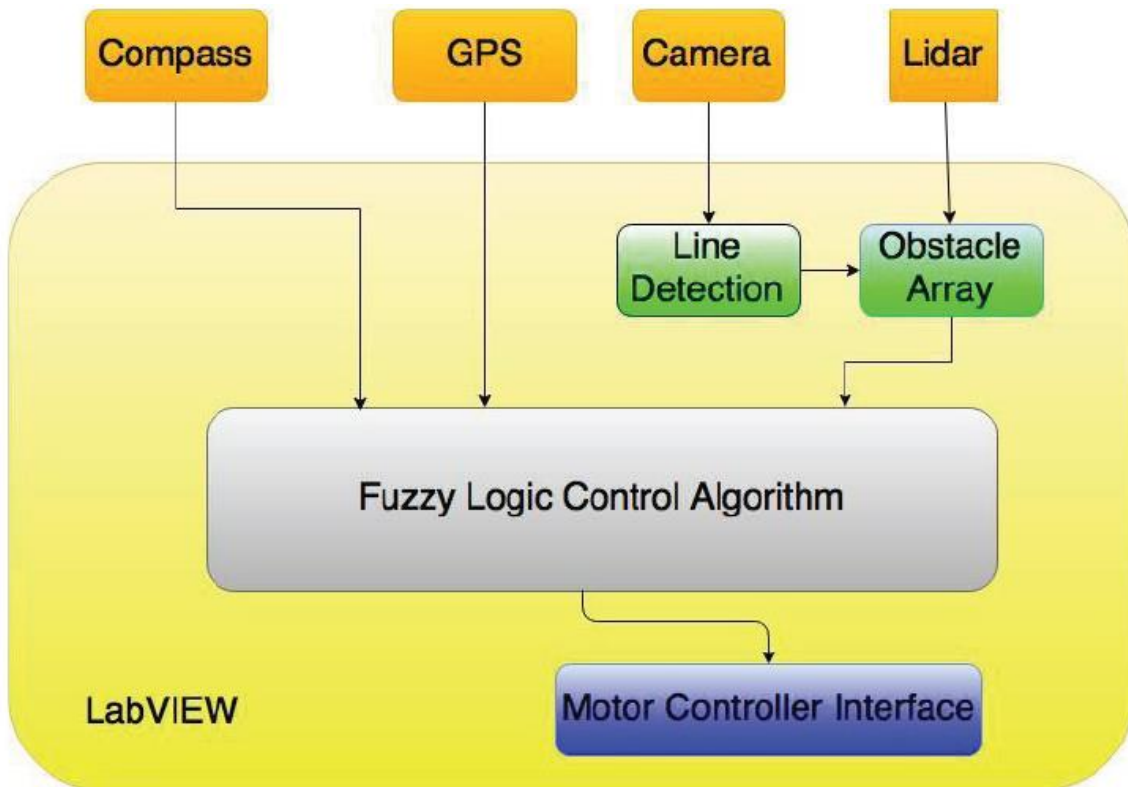 Compass
GPS
Camera
Lidar
Line
Detection
Obstacle
Array
Fuzzy Logic Control Algorithm
LabVIEW
Motor Controller Interface